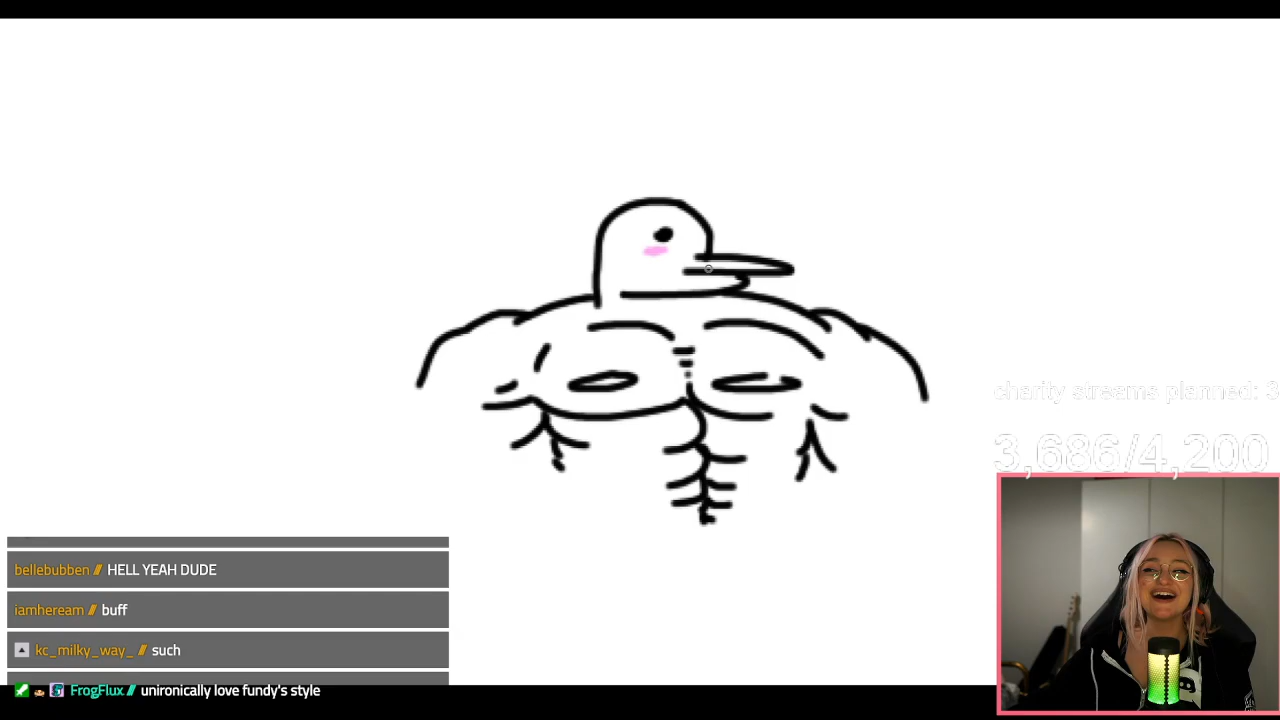 charity streams planned: 3
3,686/4,200
bellebubben // HELL YEAH DUDE
iamheream // buff
kc_milky_way_ // such
FrogFlux // unironically love fundy's style